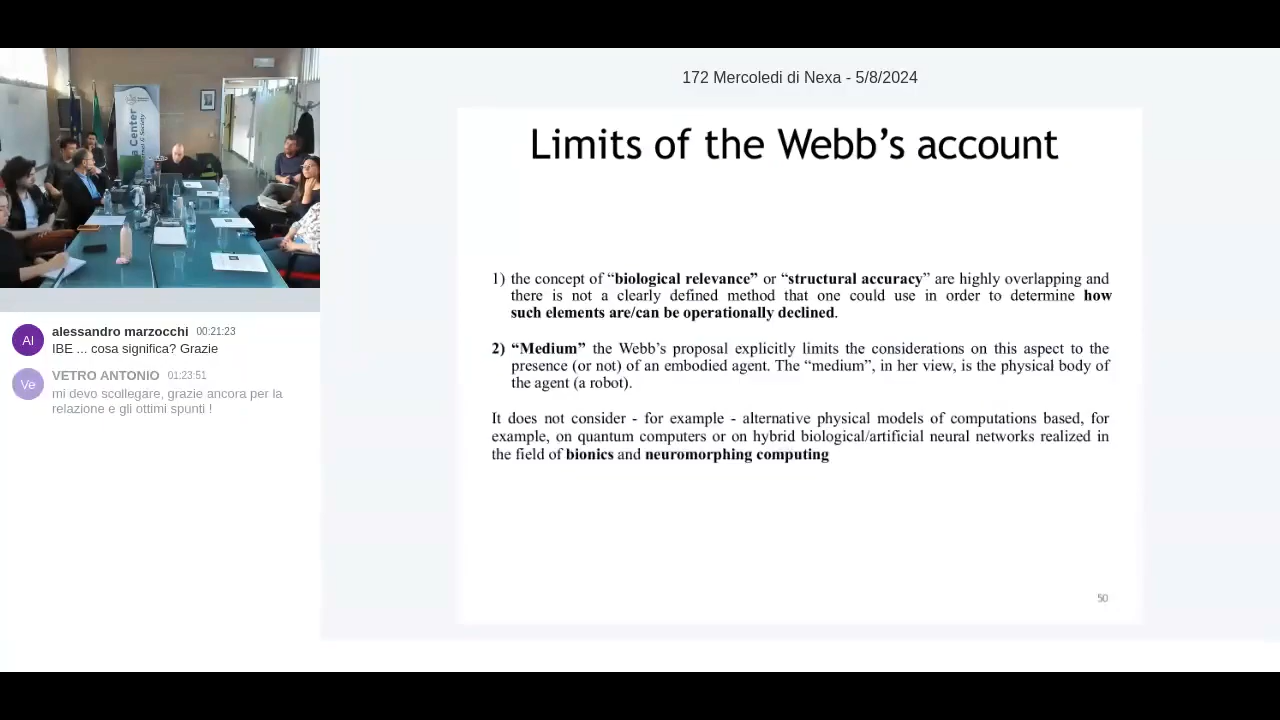 172 Mercoledi di Nexa - 5/8/2024
Limits of the Webb's account
1) the concept of “biological relevance” or “structural accuracy” are highly overlapping and
there is not a clearly defined method that one could use in order to determine how
such elements are/can be operationally declined.
2) “Medium” the Webb’s proposal explicitly limits the considerations on this aspect to the
presence (or not) of an embodied agent. The “medium”, in her view, is the physical body of
the agent (a robot).
It does not consider - for example - alternative physical models of computations based, for
example, on quantum computers or on hybrid biological/artificial neural networks realized in
the field of bionics and neuromorphing computing
50
a Center
Al
alessandro marzocchi 00:21:23
IBE ... cosa significa? Grazie
Ve
VETRO ANTONIO 01:23:51
mi devo scollegare, grazie ancora per la
relazione e gli ottimi spunti !